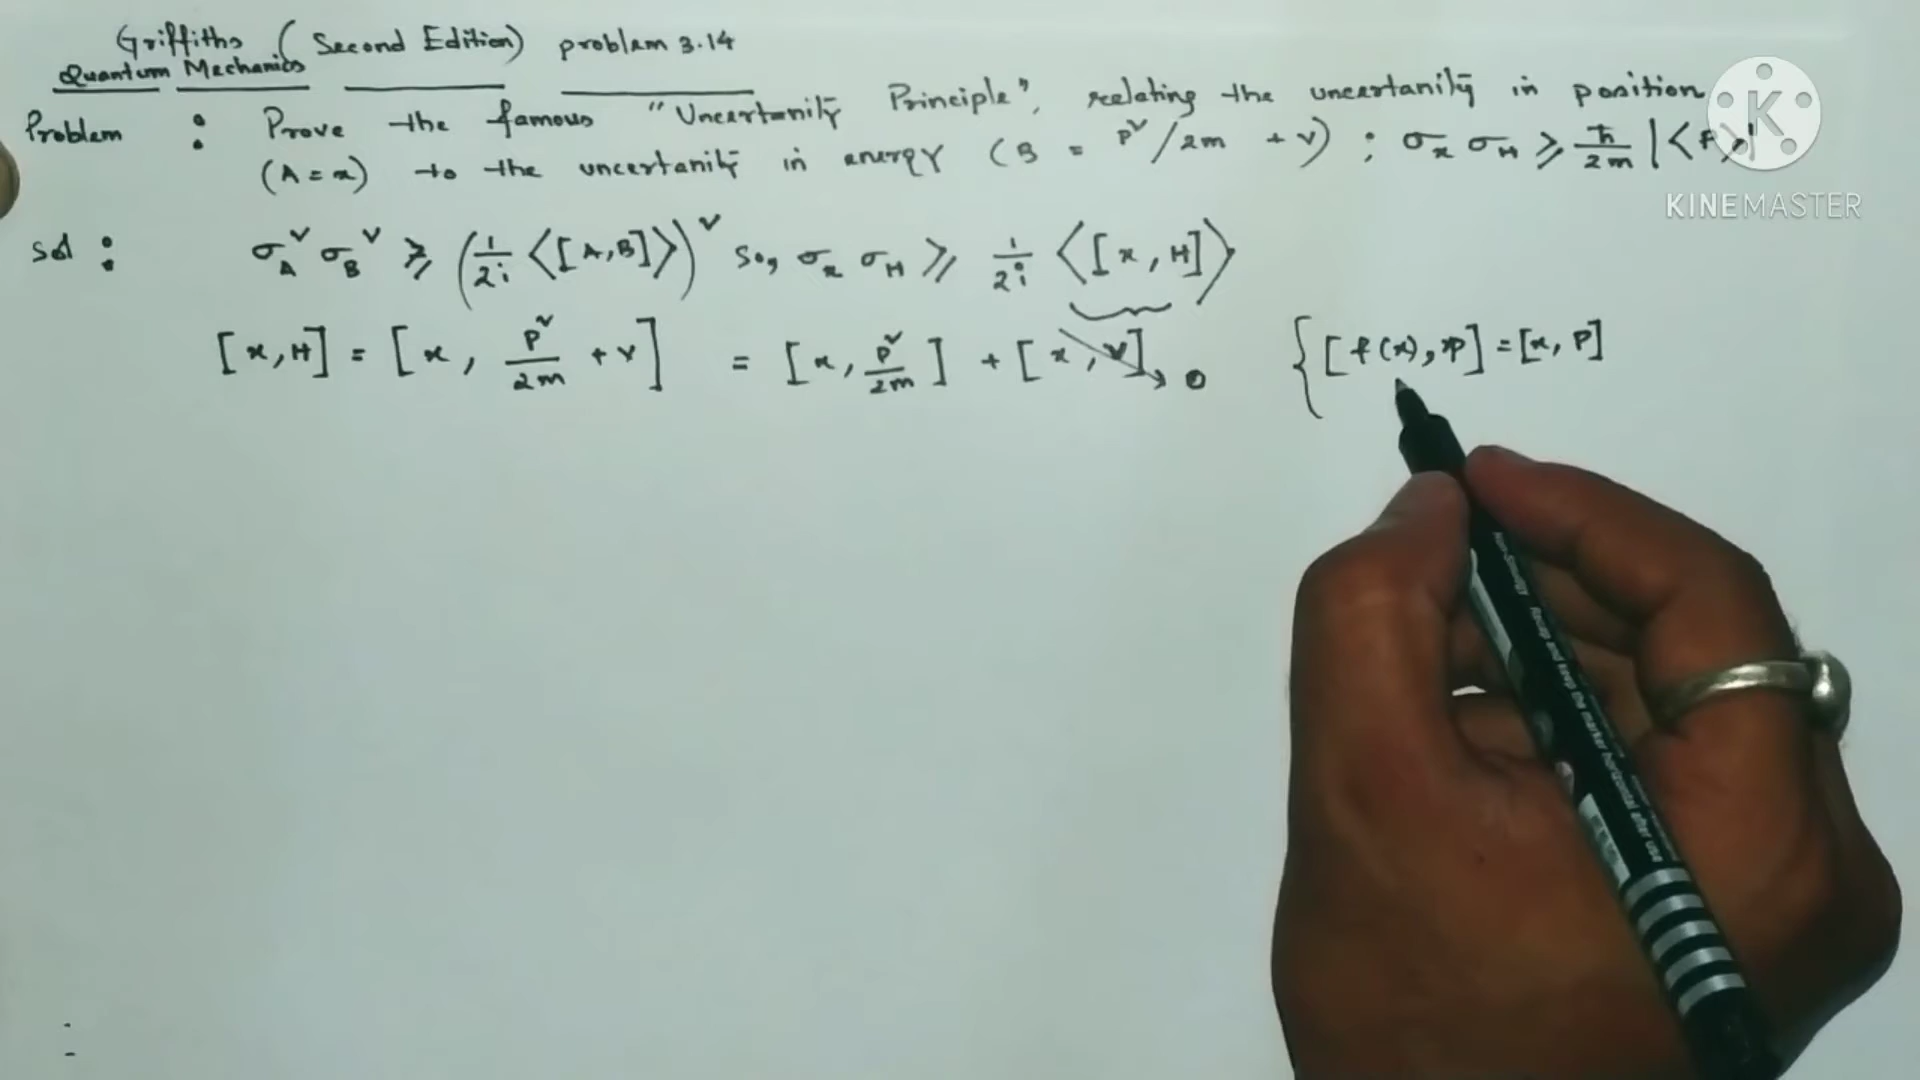 Griffiths (Second Edition) problem 3.14
Quantum Mechanics
Problem : Prove the famous "Uncertanity Principle", relating the uncertanity in position
(A = x) to the uncertanity in energy (B = p²/2m + V) ; σx σH ⩾ ħ/2m |⟨P⟩|
KINEMASTER
Sol : σA² σB² ⩾ (1/2i ⟨[A,B]⟩)² So, σx σH ⩾ 1/2i ⟨[x, H]⟩
[x,H] = [x, p²/2m + V] = [x, p²/2m] + [x, V] → 0 { [f(x), p] = [x, P]